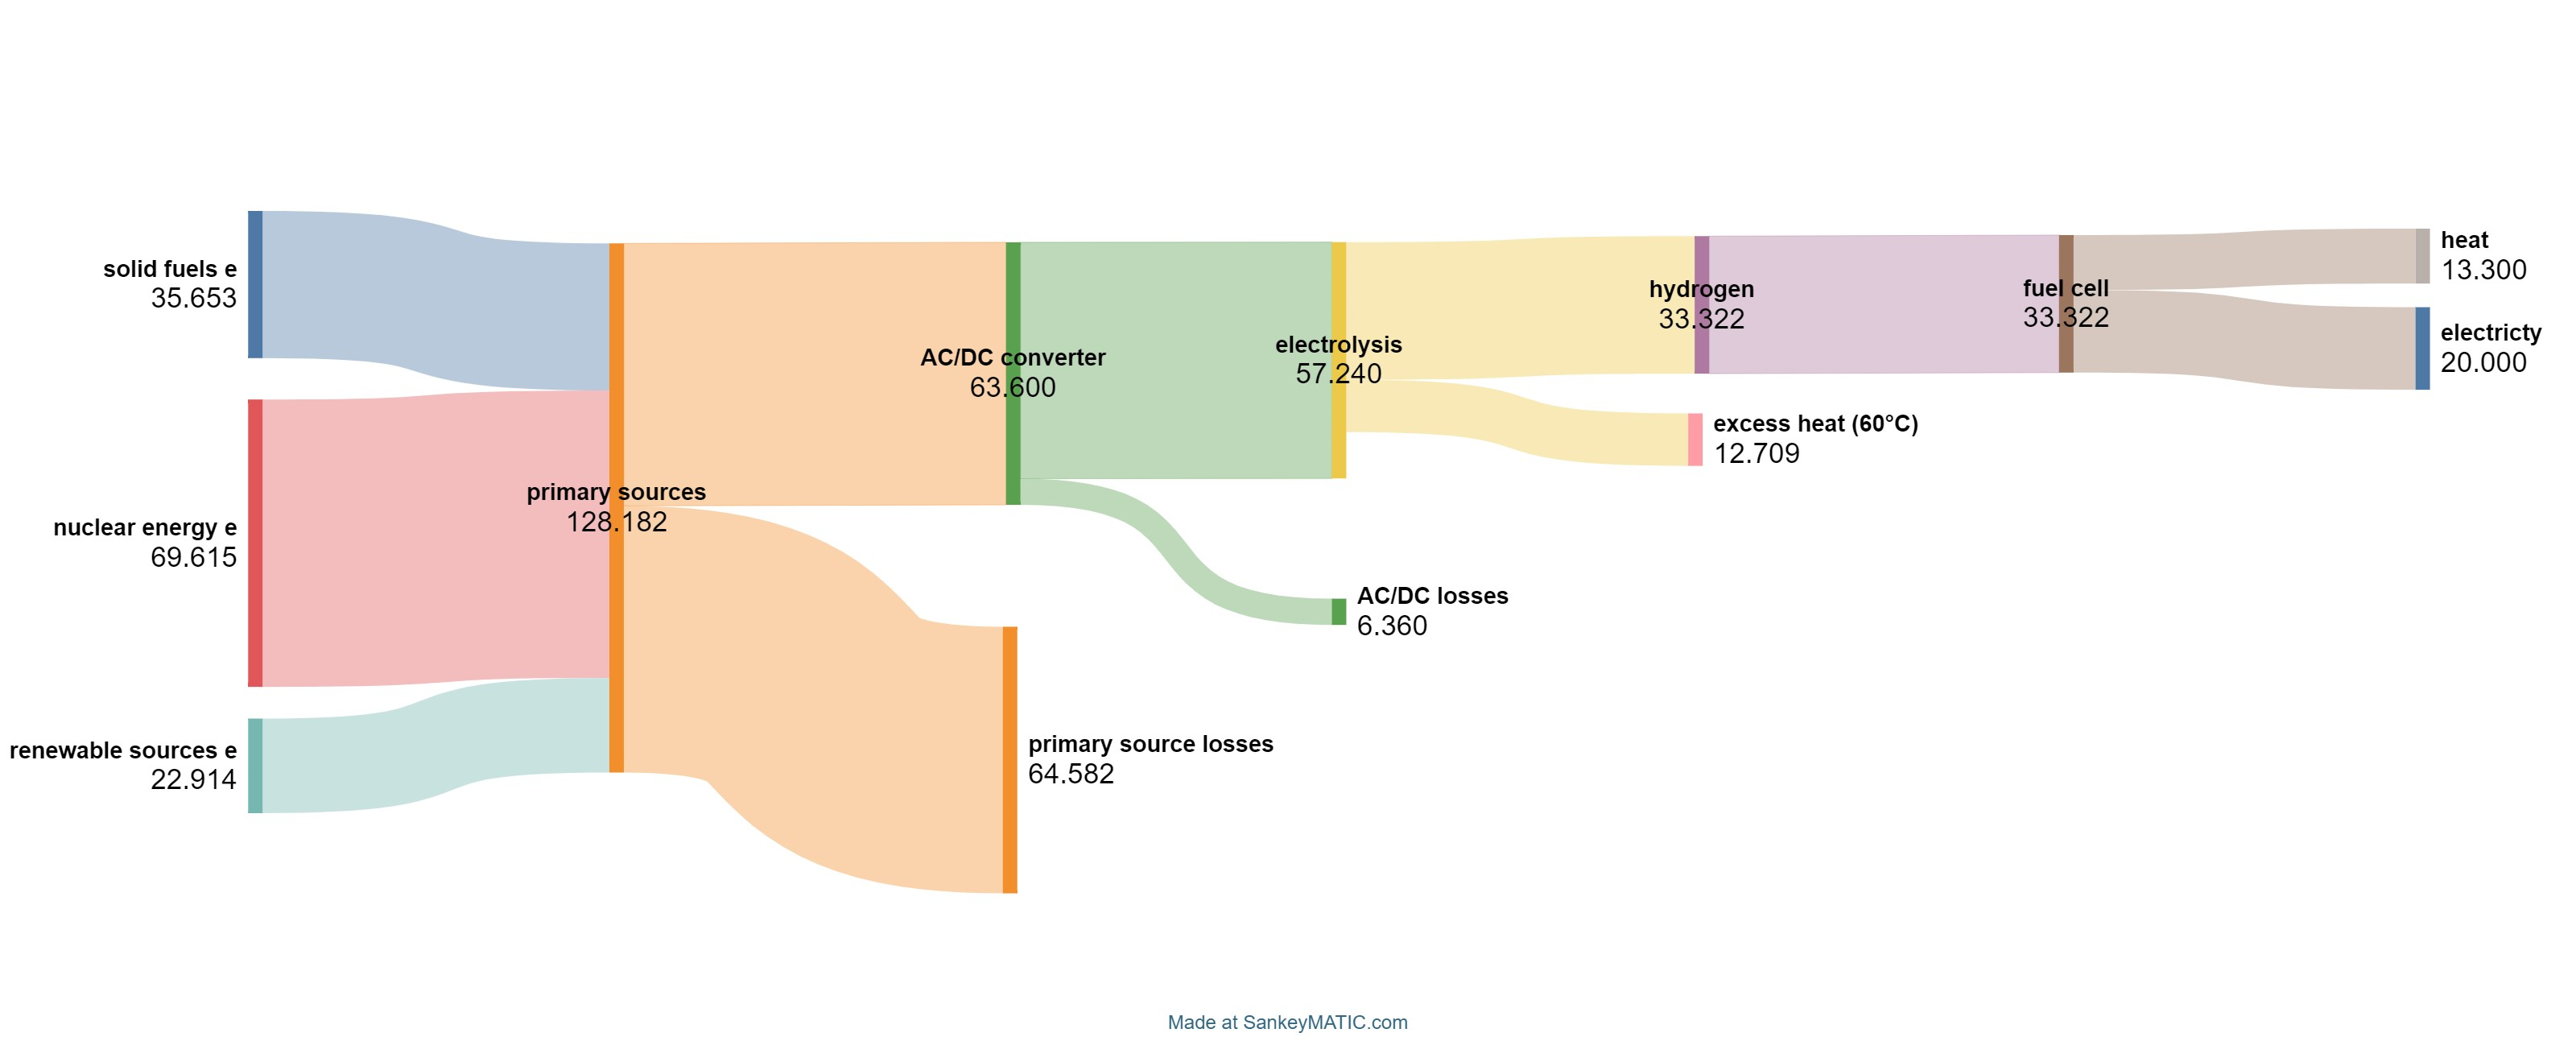 solid fuels e
35.653
nuclear energy e
69.615
renewable sources e
22.914
primary sources
128.182
AC/DC converter
63.600
primary source losses
64.582
electrolysis
57.240
AC/DC losses
6.360
hydrogen
33.322
excess heat (60°C)
12.709
fuel cell
33.322
heat
13.300
electricty
20.000
Made at SankeyMATIC.com